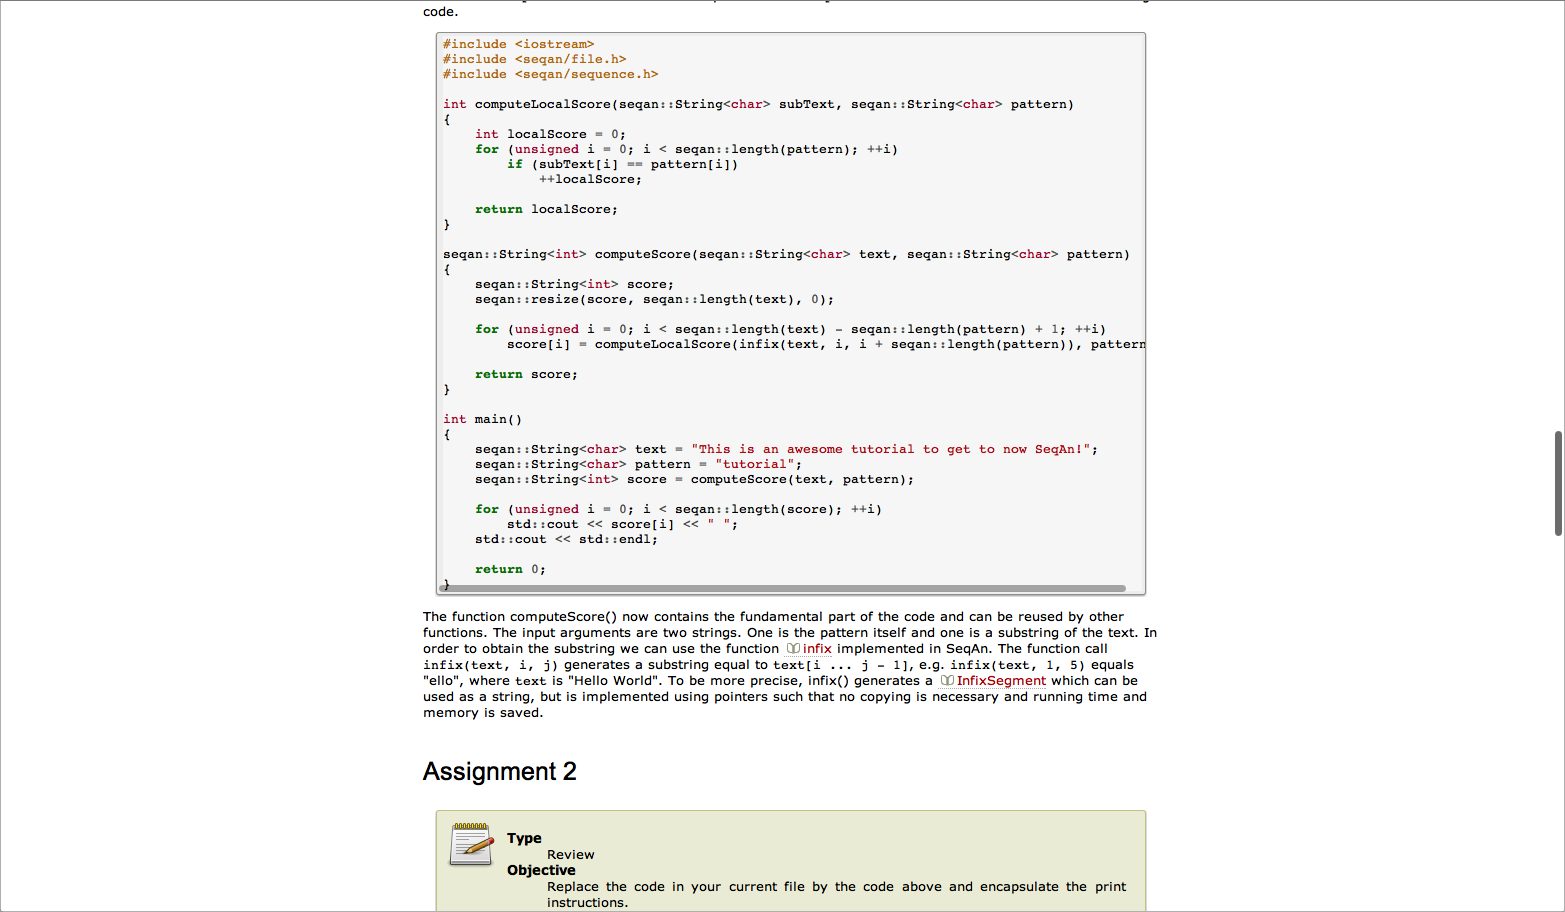 code.
#include <iostream>
#include <seqan/file.h>
#include <seqan/sequence.h>
int computeLocalScore(seqan::String<char> subText, seqan::String<char> pattern)
{
    int localScore = 0;
    for (unsigned i = 0; i < seqan::length(pattern); ++i)
        if (subText[i] == pattern[i])
            ++localScore;
    return localScore;
}
seqan::String<int> computeScore(seqan::String<char> text, seqan::String<char> pattern)
{
    seqan::String<int> score;
    seqan::resize(score, seqan::length(text), 0);
    for (unsigned i = 0; i < seqan::length(text) - seqan::length(pattern) + 1; ++i)
        score[i] = computeLocalScore(infix(text, i, i + seqan::length(pattern)), pattern
    return score;
}
int main()
{
    seqan::String<char> text = "This is an awesome tutorial to get to now SeqAn!";
    seqan::String<char> pattern = "tutorial";
    seqan::String<int> score = computeScore(text, pattern);
    for (unsigned i = 0; i < seqan::length(score); ++i)
        std::cout << score[i] << " ";
    std::cout << std::endl;
    return 0;
}
The function computeScore() now contains the fundamental part of the code and can be reused by other
functions. The input arguments are two strings. One is the pattern itself and one is a substring of the text. In
order to obtain the substring we can use the function infix implemented in SeqAn. The function call
infix(text, i, j) generates a substring equal to text[i ... j - 1], e.g. infix(text, 1, 5) equals
"ello", where text is "Hello World". To be more precise, infix() generates a InfixSegment which can be
used as a string, but is implemented using pointers such that no copying is necessary and running time and
memory is saved.
Assignment 2
Type
Review
Objective
Replace the code in your current file by the code above and encapsulate the print
instructions.